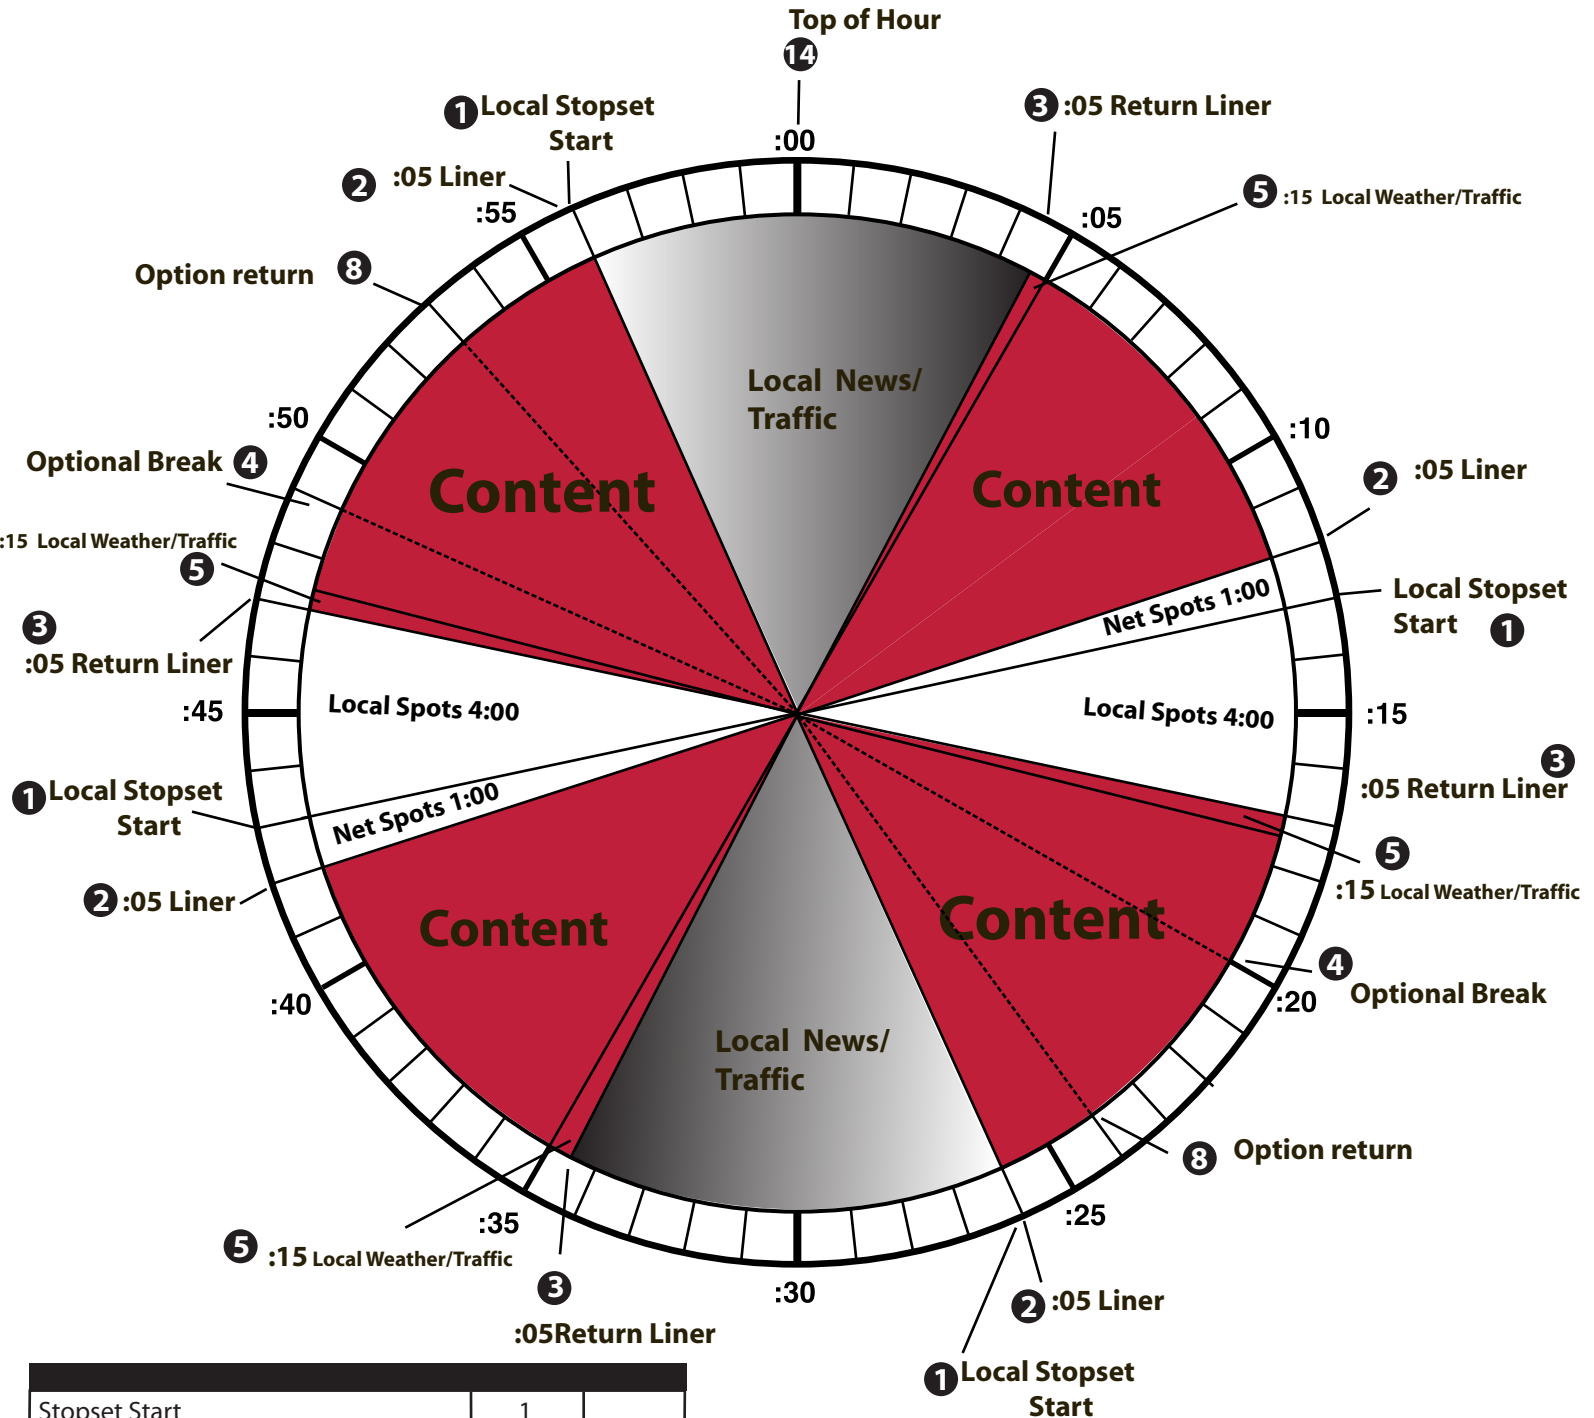 Top of Hour
14
:00
1 Local Stopset
Start
2 :05 Liner
:55
3 :05 Return Liner
:05
5 :15 Local Weather/Traffic
Option return 8
Local News/
Traffic
:50
:10
Optional Break 4
Content
Content
2 :05 Liner
:15 Local Weather/Traffic
5
Net Spots 1:00
Local Stopset
Start 1
3
:05 Return Liner
:45
Local Spots 4:00
Local Spots 4:00
:15
3
:05 Return Liner
1 Local Stopset
Start
Net Spots 1:00
5
:15 Local Weather/Traffic
2 :05 Liner
Content
Content
4
Optional Break
:40
:20
Local News/
Traffic
8 Option return
:35
:25
5 :15 Local Weather/Traffic
3
:05Return Liner
:30
2 :05 Liner
1 Local Stopset
Start
Stopset Start 1